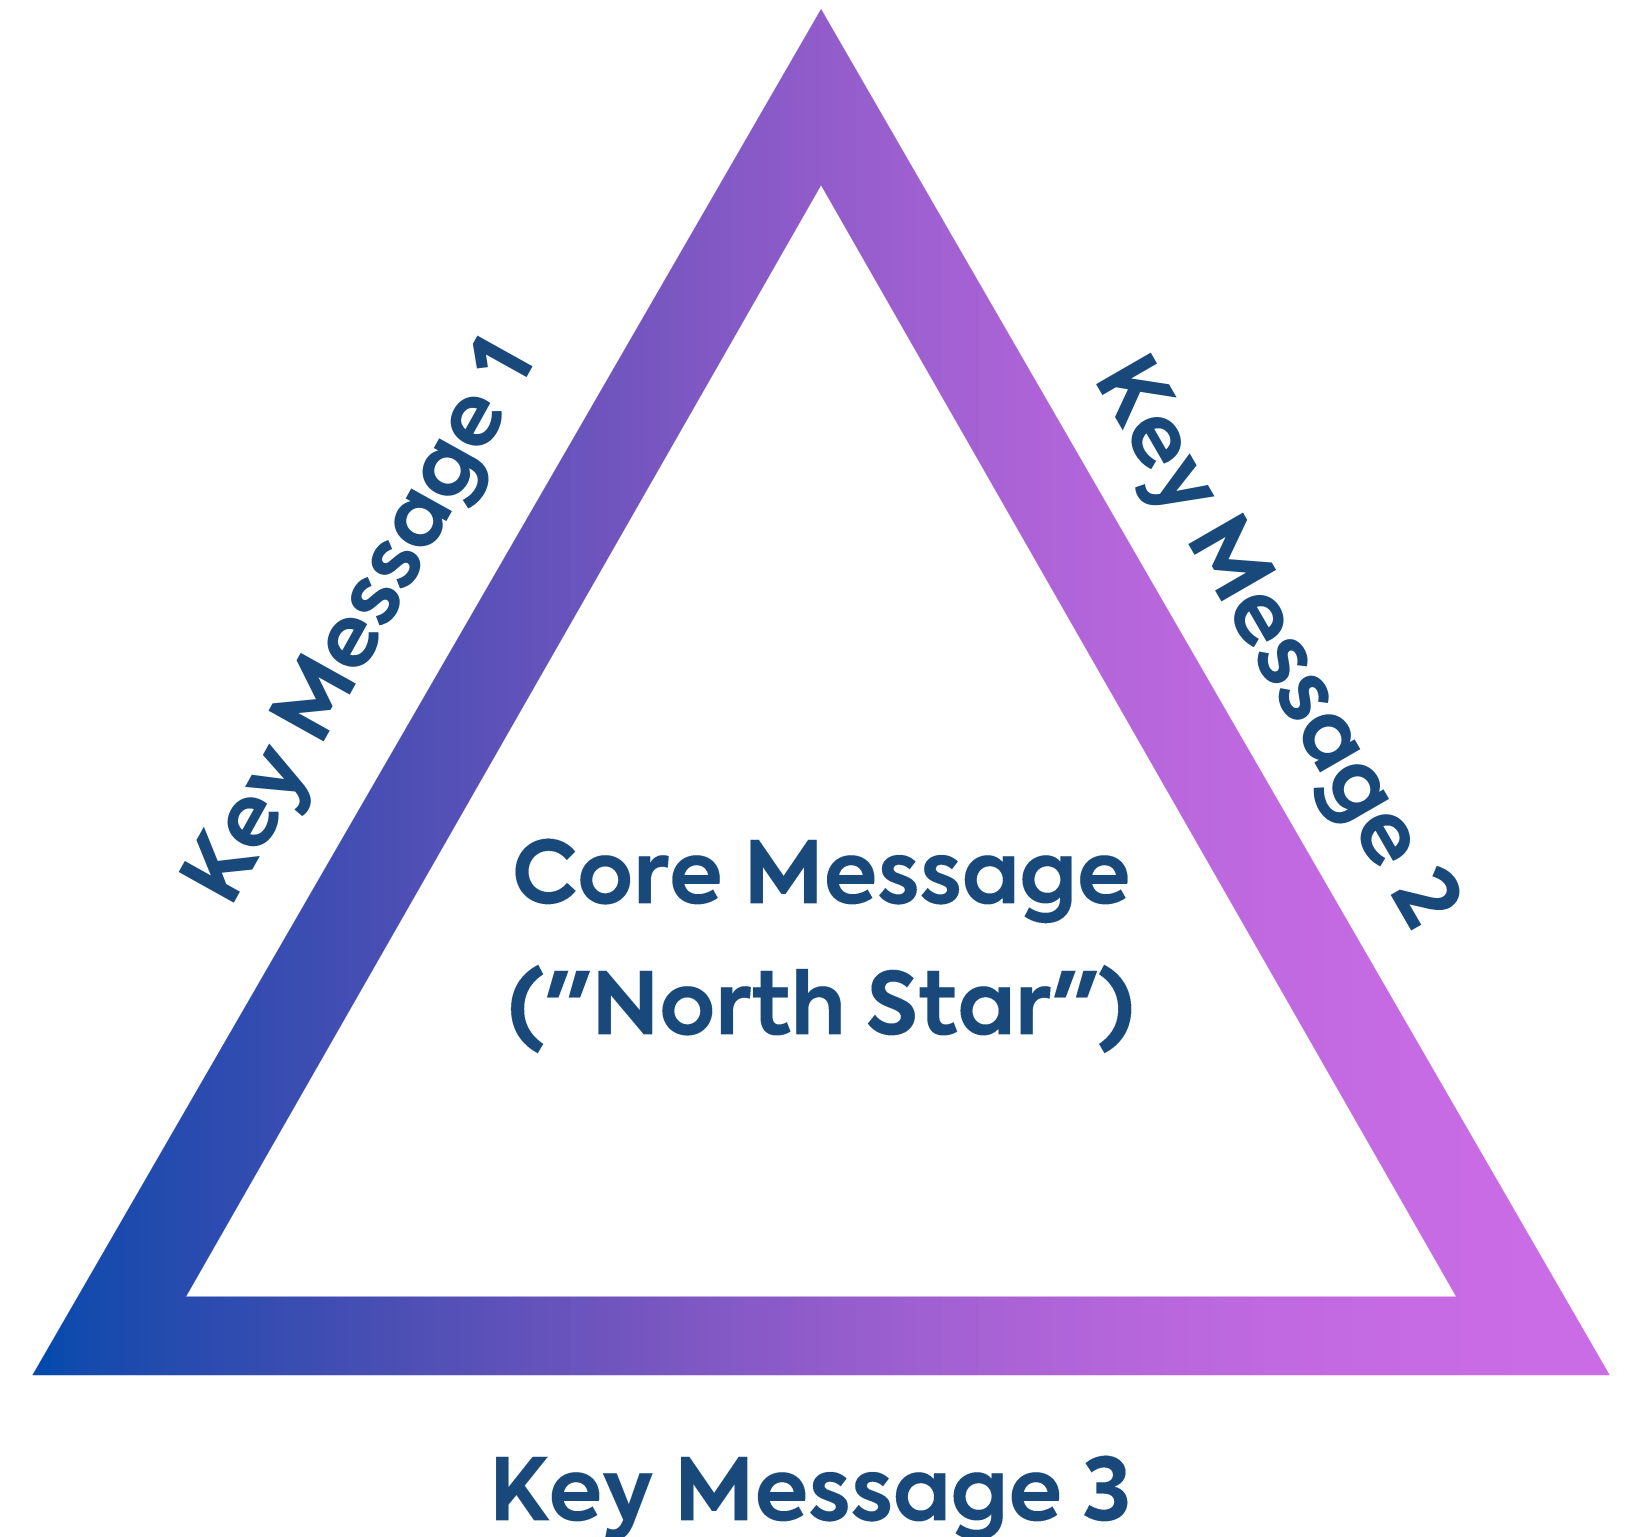 Key Message 1
Key Message 2
Core Message
("North Star")
Key Message 3